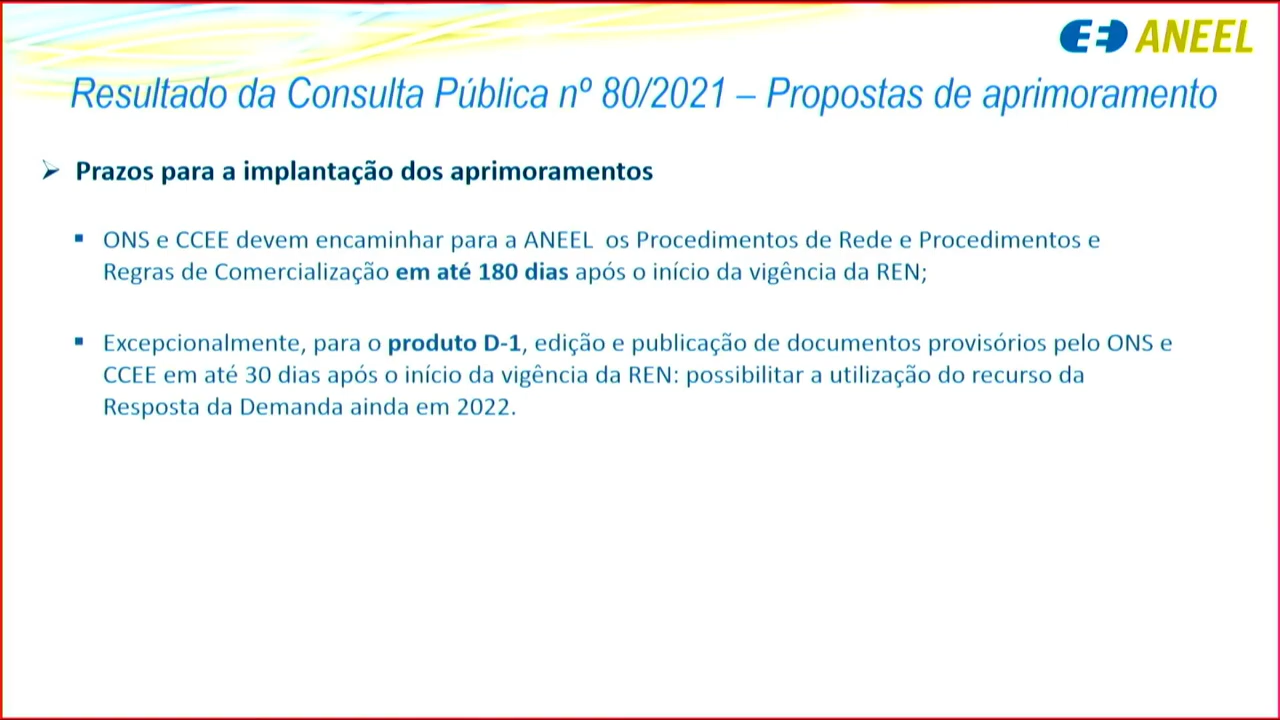 ANEEL
Resultado da Consulta Pública nº 80/2021 – Propostas de aprimoramento
Prazos para a implantação dos aprimoramentos
ONS e CCEE devem encaminhar para a ANEEL os Procedimentos de Rede e Procedimentos e
Regras de Comercialização em até 180 dias após o início da vigência da REN;
Excepcionalmente, para o produto D-1, edição e publicação de documentos provisórios pelo ONS e
CCEE em até 30 dias após o início da vigência da REN: possibilitar a utilização do recurso da
Resposta da Demanda ainda em 2022.